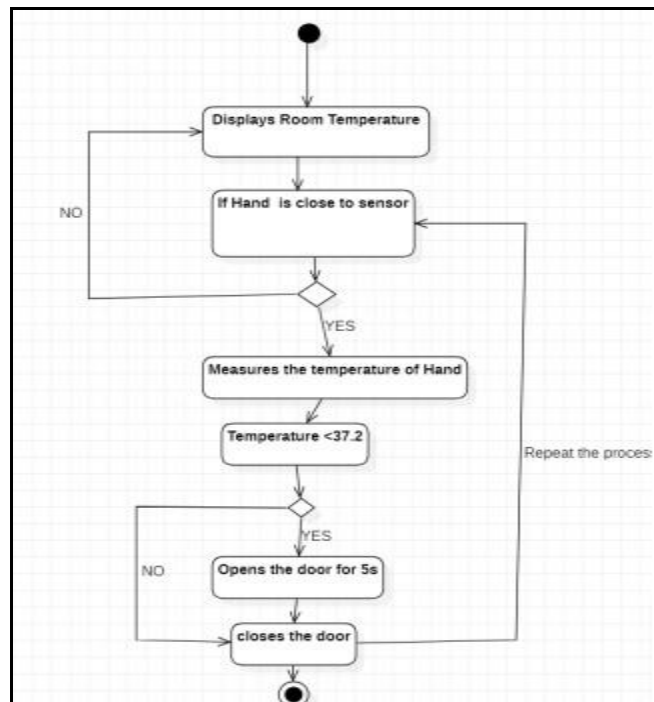 Displays Room Temperature
If Hand is close to sensor
NO
YES
Measures the temperature of Hand
Temperature <37.2
Repeat the process
YES
Opens the door for 5s
NO
closes the door